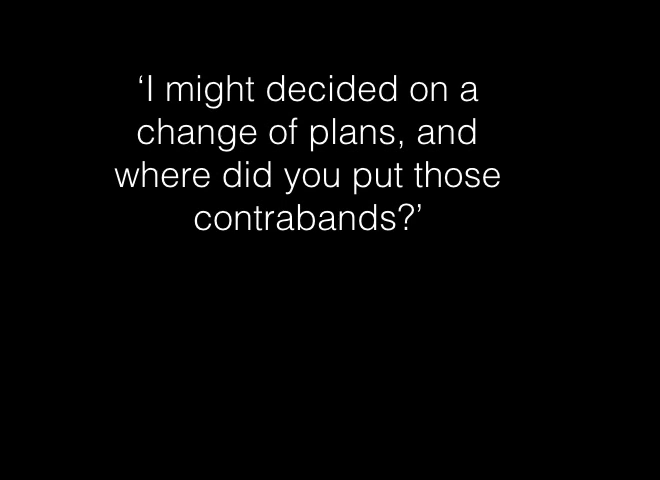 ‘I might decided on a
change of plans, and
where did you put those
contrabands?’